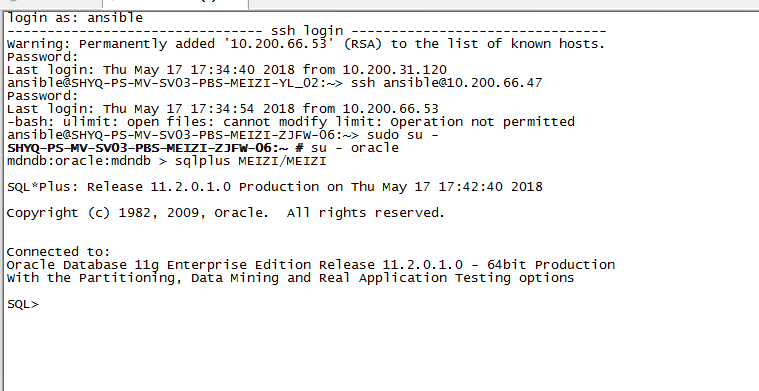 login as: ansible
--------------------------------- ssh login ---------------------------------
Warning: Permanently added '10.200.66.53' (RSA) to the list of known hosts.
Password:
Last login: Thu May 17 17:34:40 2018 from 10.200.31.120
ansible@SHYQ-PS-MV-SV03-PBS-MEIZI-YL_02:~> ssh ansible@10.200.66.47
Password:
Last login: Thu May 17 17:34:54 2018 from 10.200.66.53
-bash: ulimit: open files: cannot modify limit: Operation not permitted
ansible@SHYQ-PS-MV-SV03-PBS-MEIZI-ZJFW-06:~> sudo su -
SHYQ-PS-MV-SV03-PBS-MEIZI-ZJFW-06:~ # su - oracle
mdndb:oracle:mdndb > sqlplus MEIZI/MEIZI
SQL*Plus: Release 11.2.0.1.0 Production on Thu May 17 17:42:40 2018
Copyright (c) 1982, 2009, Oracle.  All rights reserved.
Connected to:
Oracle Database 11g Enterprise Edition Release 11.2.0.1.0 - 64bit Production
With the Partitioning, Data Mining and Real Application Testing options
SQL>